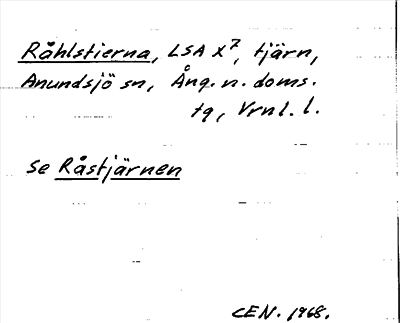 Råhlstierna, LSA X7, tjärn,
Anundsjö sn, Ång. n. doms.
tg, Vrnl. l.
se Råstjärnen
CEN. 1968.